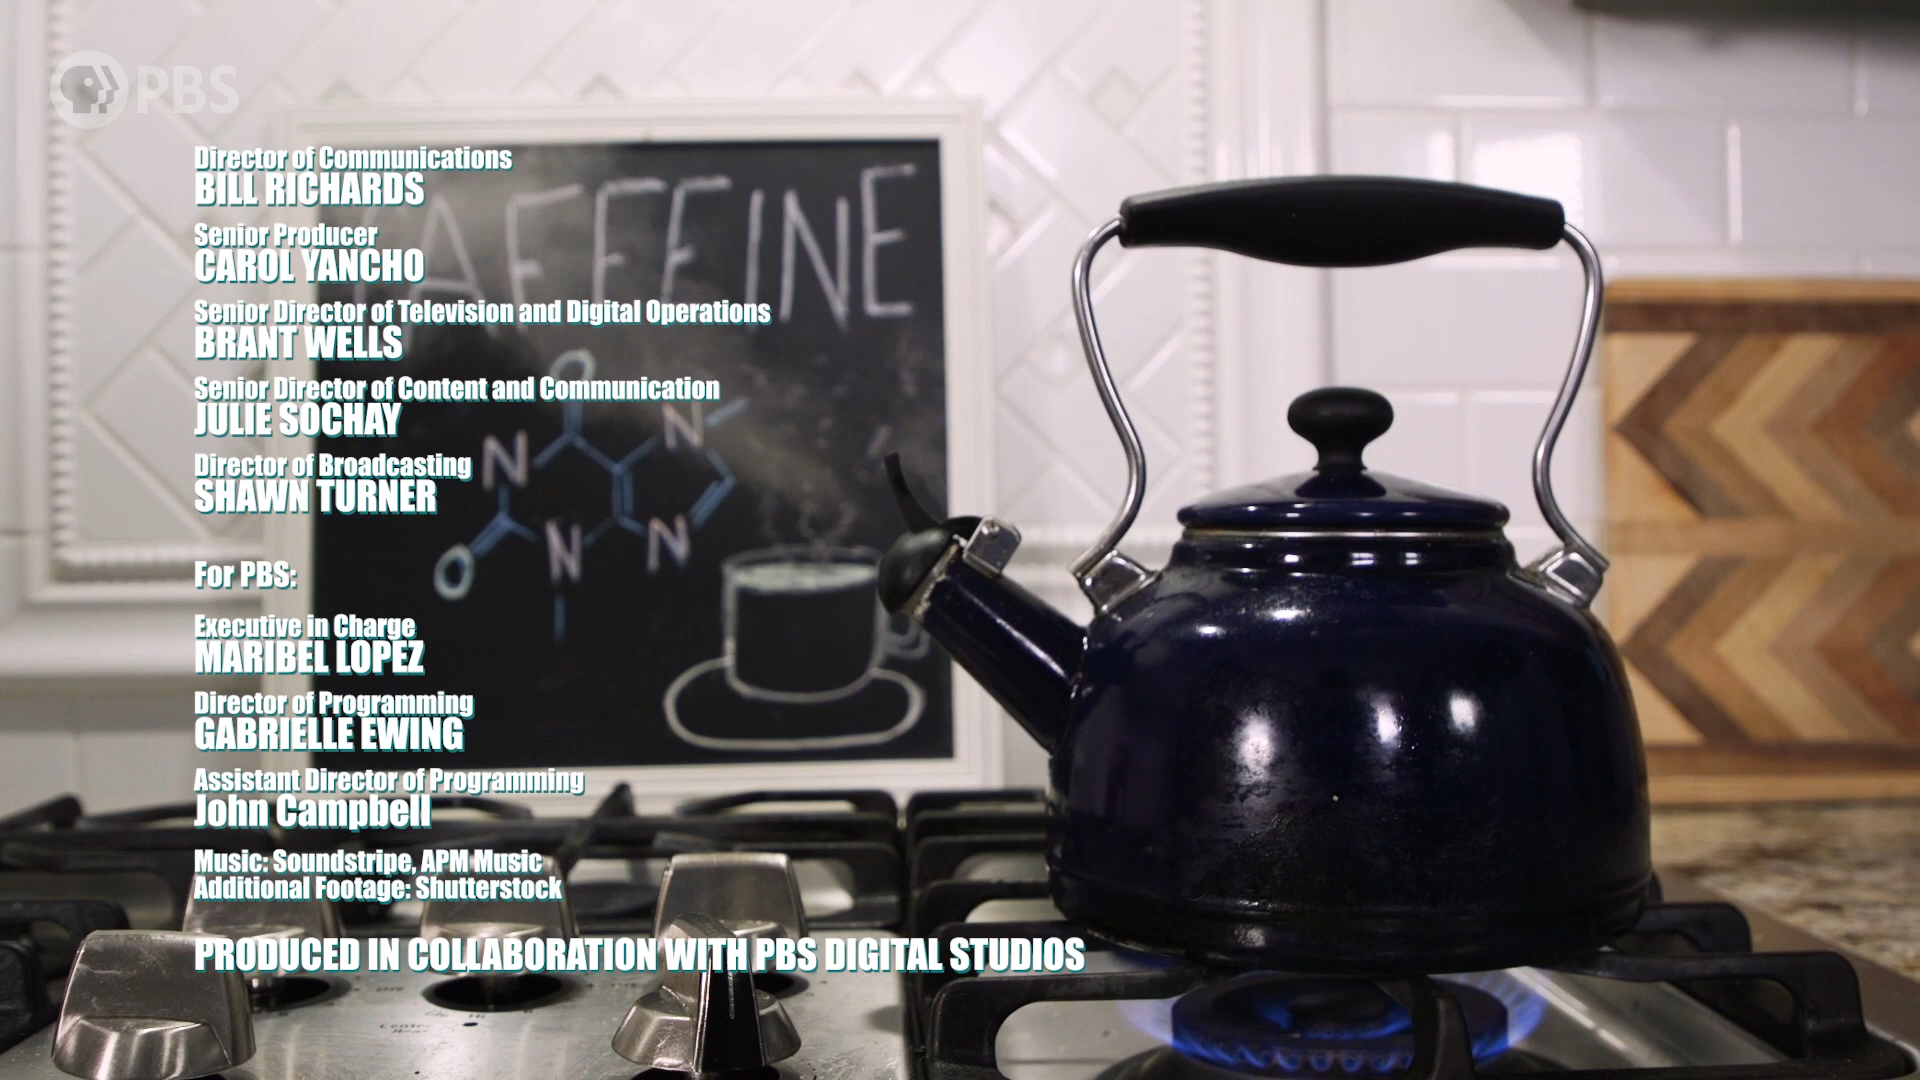 PBS
Director of Communications
BILL RICHARDS
Senior Producer
CAROL YANCHO
Senior Director of Television and Digital Operations
BRANT WELLS
Senior Director of Content and Communication
JULIE SOCHAY
Director of Broadcasting
SHAWN TURNER
For PBS:
Executive in Charge
MARIBEL LOPEZ
Director of Programming
GABRIELLE EWING
Assistant Director of Programming
John Campbell
Music: Soundstripe, APM Music
Additional Footage: Shutterstock
PRODUCED IN COLLABORATION WITH PBS DIGITAL STUDIOS
AFFEINE
O
N
N
N
N
O